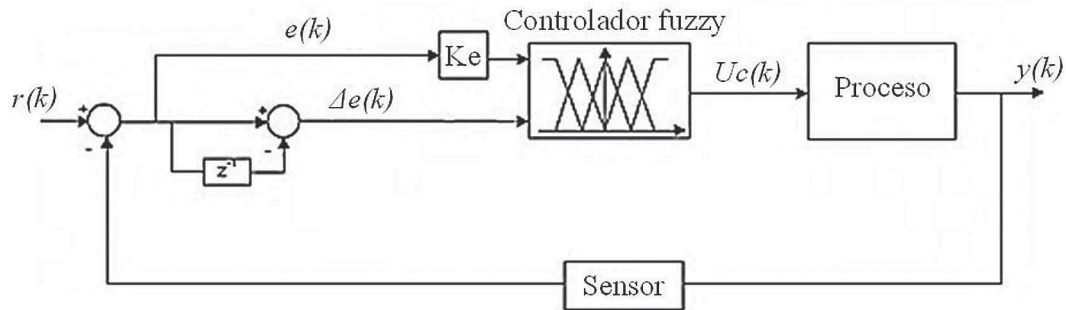 Controlador fuzzy
e(k)
Ke
r(k)
+
-
Δe(k)
+
-
z⁻¹
Uc(k)
Proceso
y(k)
Sensor